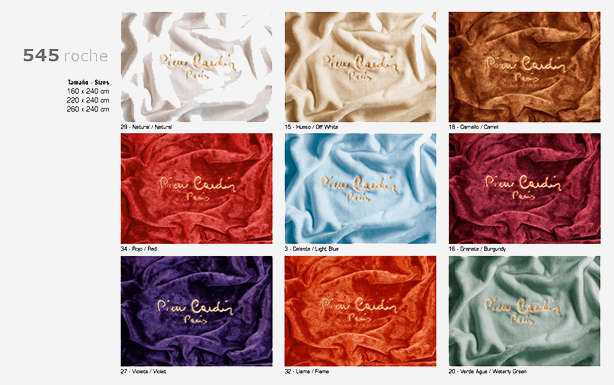 545 roche
Tamaño - Sizes
160 x 240 cm
220 x 240 cm
260 x 240 cm
Pierre Cardin
Paris
29 - Natural / Natural
Pierre Cardin
Paris
15 - Hueso / Off White
Pierre Cardin
Paris
18 - Camello / Camel
Pierre Cardin
Paris
34 - Rojo / Red
Pierre Cardin
Paris
3 - Celeste / Light Blue
Pierre Cardin
Paris
16 - Granate / Burgundy
Pierre Cardin
Paris
27 - Violeta / Violet
Pierre Cardin
Paris
32 - Llama / Flame
Pierre Cardin
Paris
20 - Verde Agua / Waterly Green